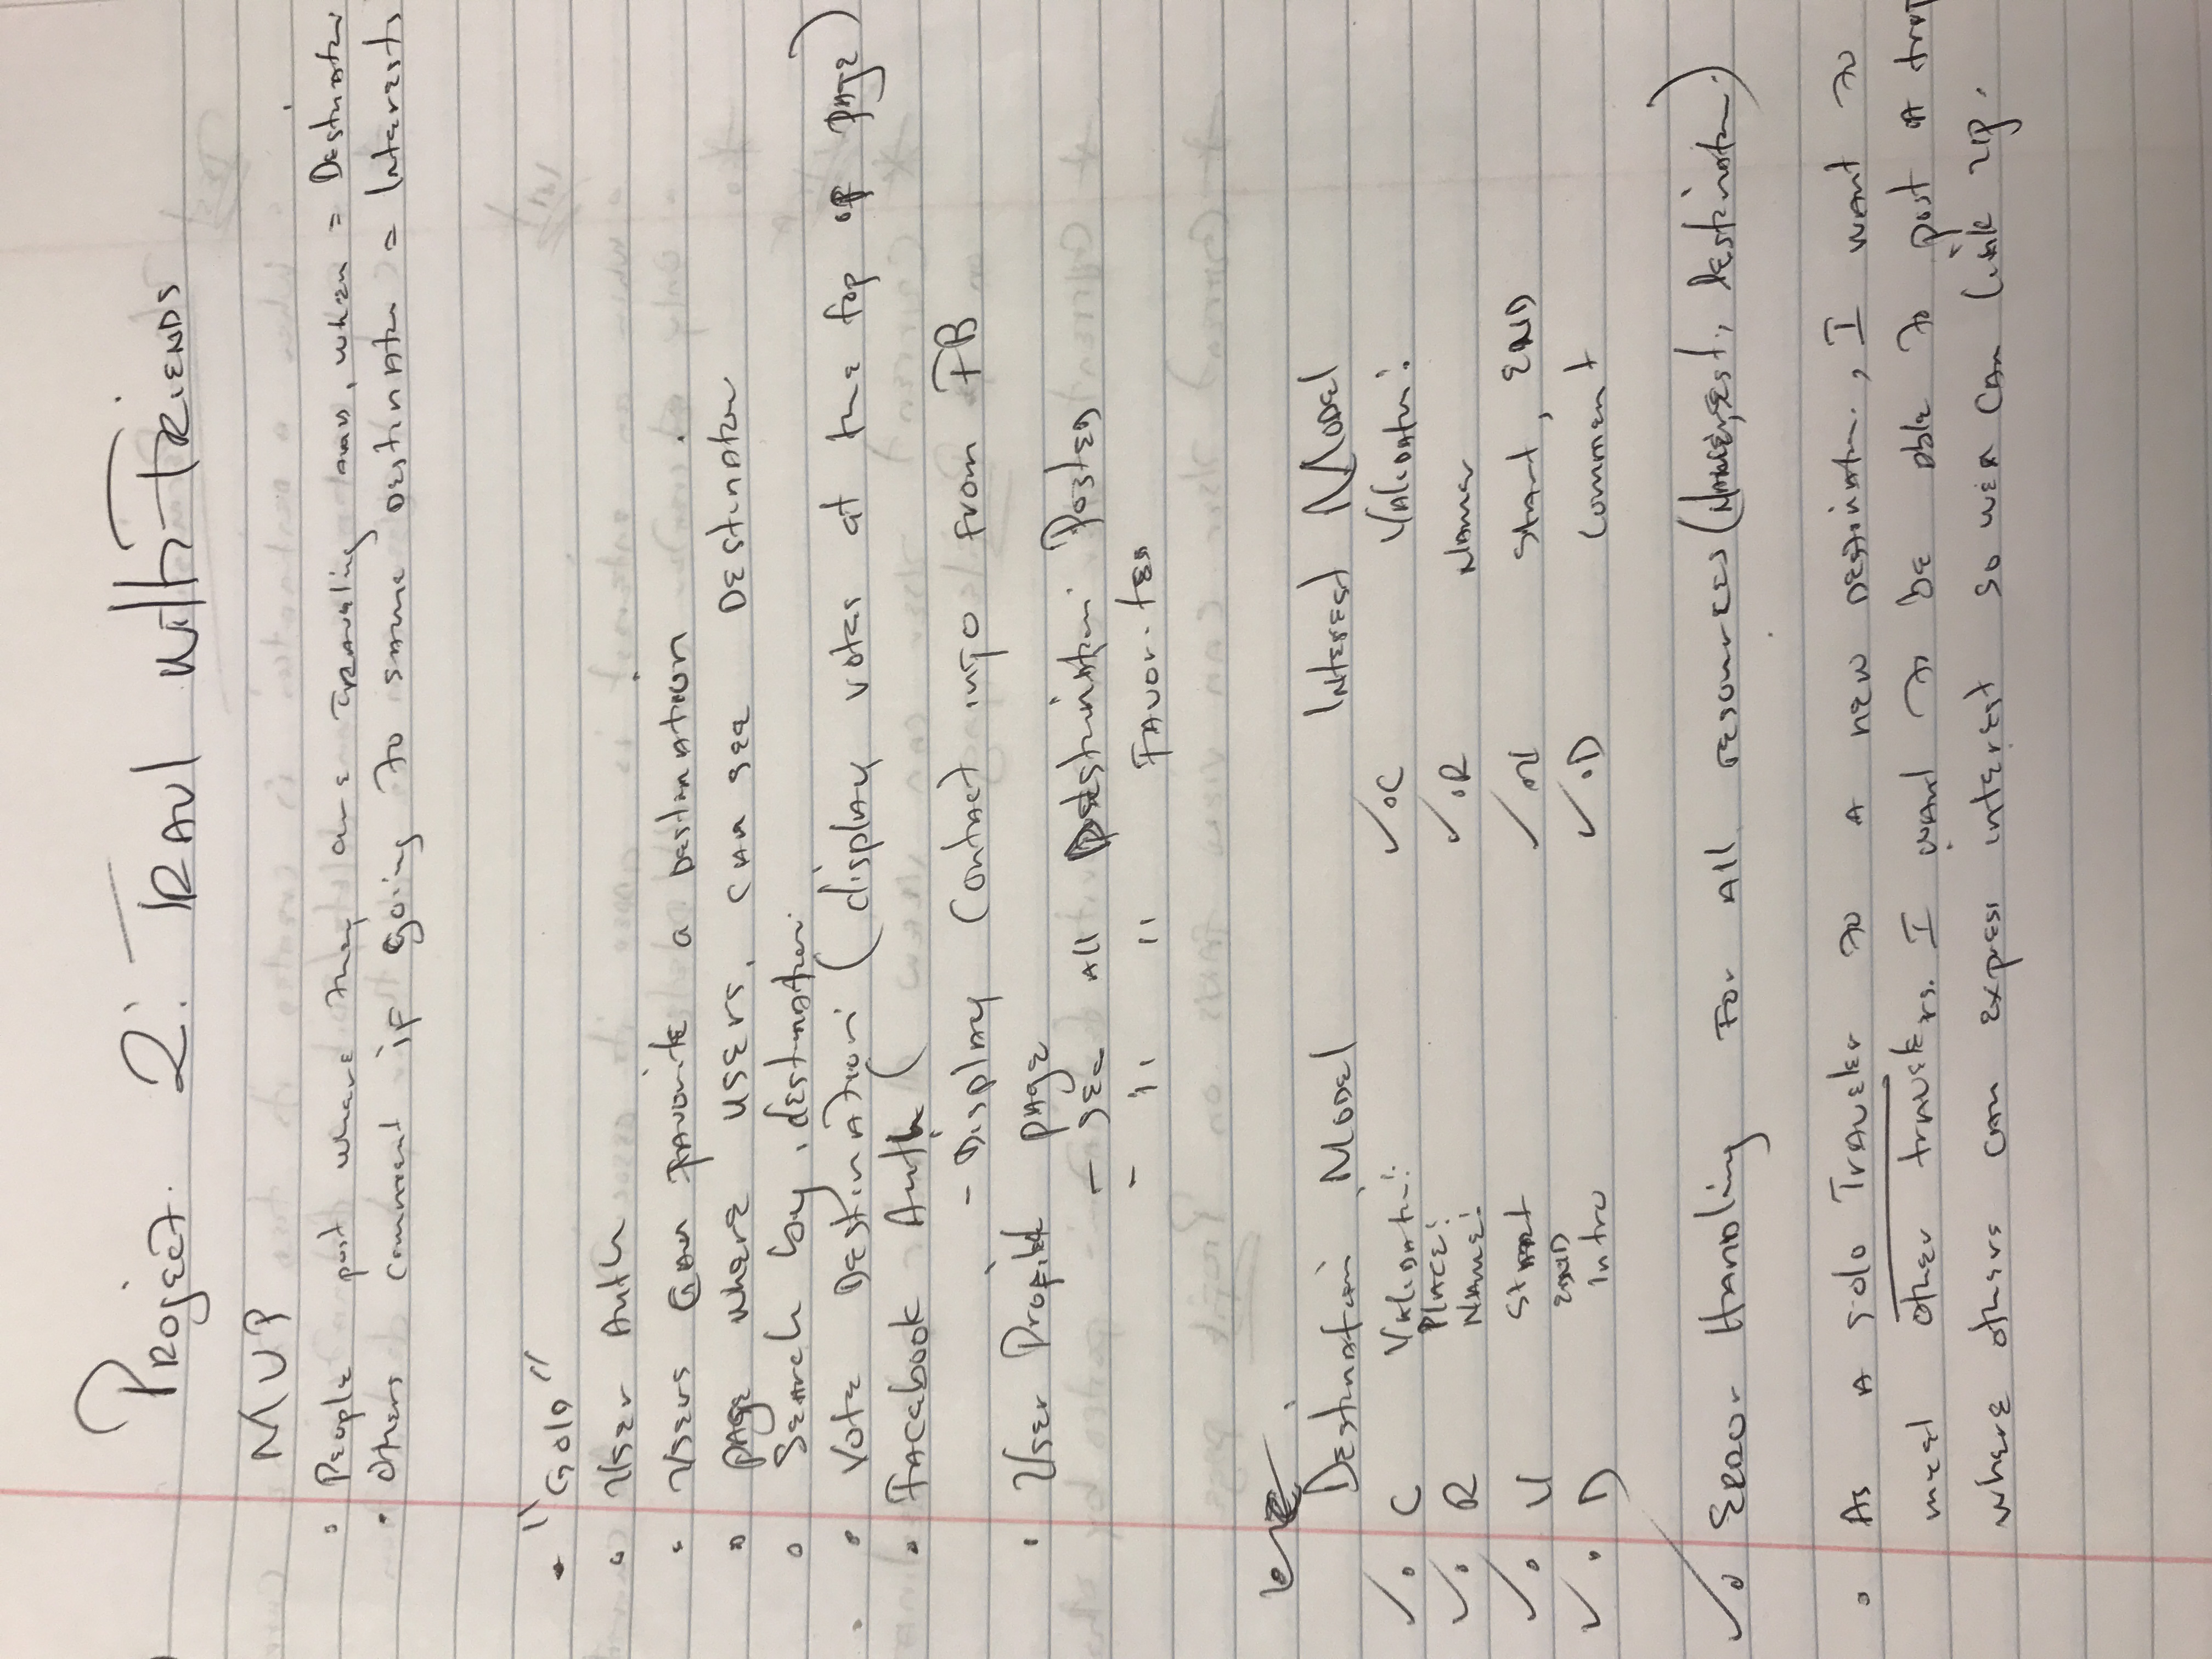 Project 2: Travl with Friends
MVP
• People post where they are Traveling and, when = Destination
• Others comment if going to same Destination = Interests
- "Gold"
• User Auth
• Users Can favorite a Destination
• page where users, can see Destination
• Search by destination
• Vote Destination (display votes at the top of page)
• Facebook Auth (
- Display Contact info from FB
• User Profile page
- See All Destination Posted
- " " Favorites
Destination Model Interest Model
✓ • C Validation: ✓ • C Validation:
Place!
✓ • R Name! ✓ • R Name
✓ • U Start ✓ • U Start, END
END
✓ • D Intro ✓ • D Comment
✓ • Error Handling For All resources (Interest, Destination)
• As A solo Traveler to A new Destination, I want to
meet other travelers. I want to be able to post A trip
where others can express interest so we can link up.